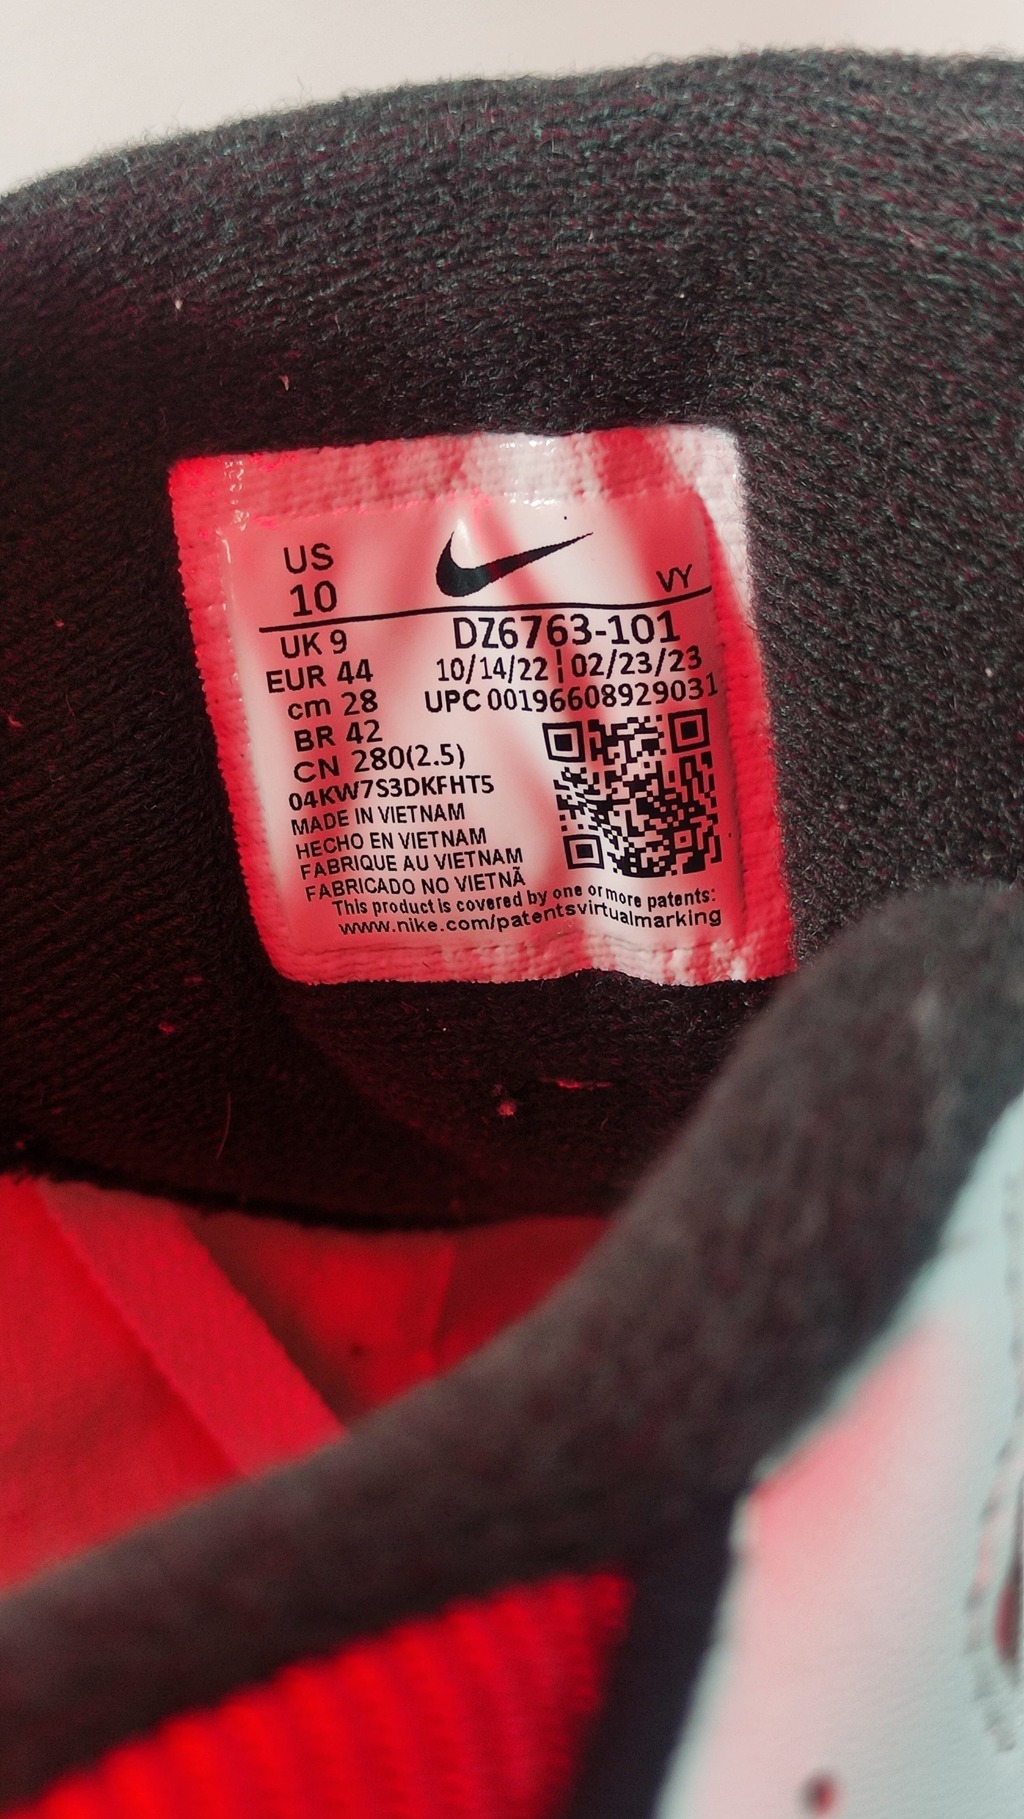 US
10
VY
UK 9
DZ6763-101
EUR 44
10/14/22 ¦ 02/23/23
cm 28
UPC 00196608929031
BR 42
CN 280(2.5)
04KW7S3DKFHT5
MADE IN VIETNAM
HECHO EN VIETNAM
FABRIQUE AU VIETNAM
FABRICADO NO VIETNÃ
This product is covered by one or more patents:
www.nike.com/patentsvirtualmarking